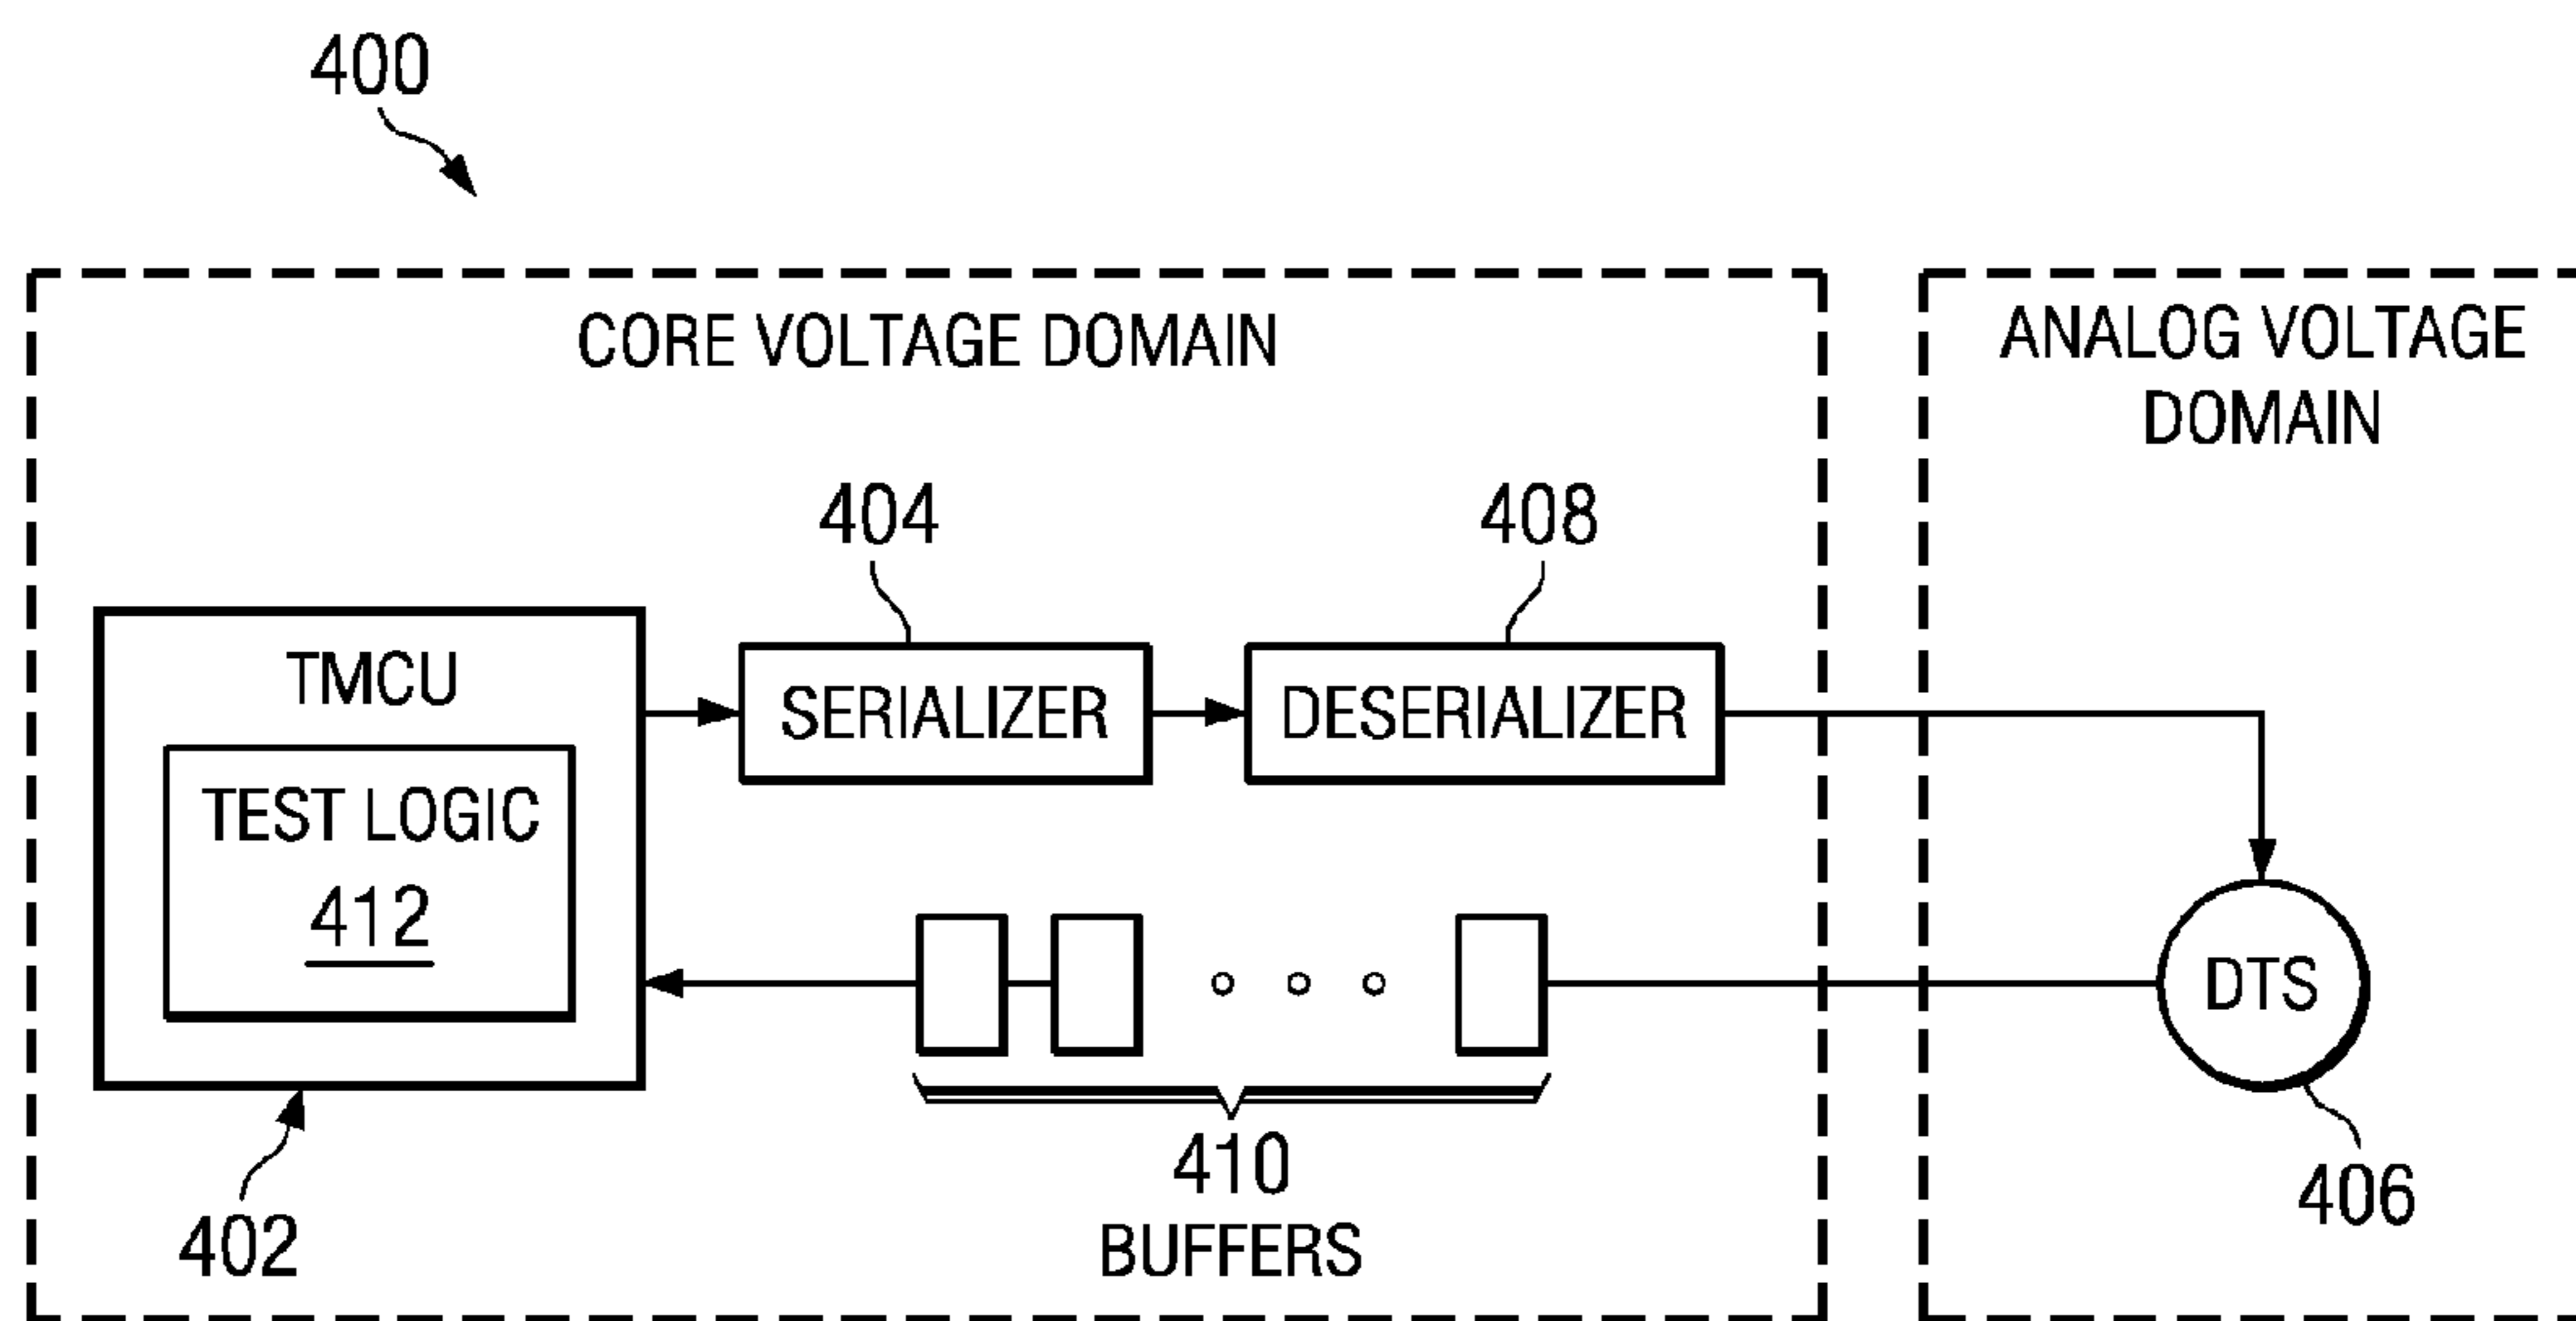 400
CORE VOLTAGE DOMAIN
ANALOG VOLTAGE
DOMAIN
404
408
TMCU
SERIALIZER
DESERIALIZER
TEST LOGIC
412
DTS
410
BUFFERS
402
406